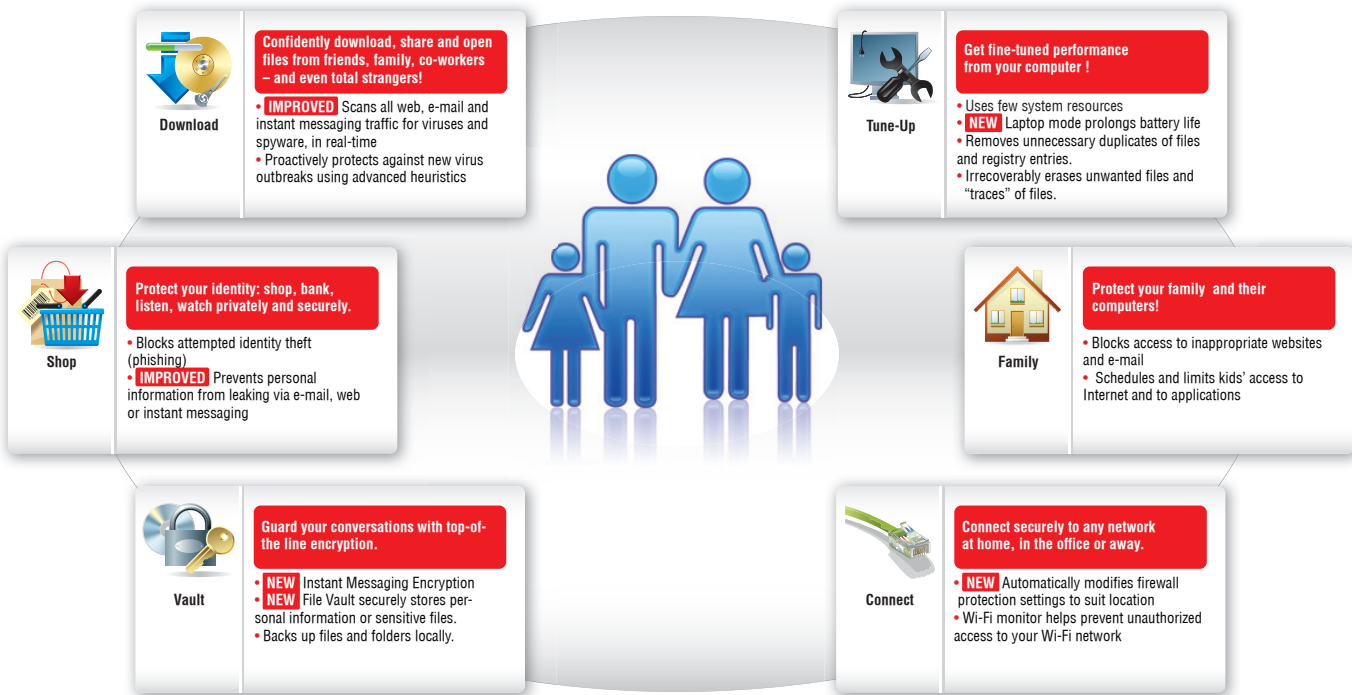 Download
Confidently download, share and open
files from friends, family, co-workers
– and even total strangers!
• IMPROVED Scans all web, e-mail and
instant messaging traffic for viruses and
spyware, in real-time
• Proactively protects against new virus
outbreaks using advanced heuristics
Tune-Up
Get fine-tuned performance
from your computer !
• Uses few system resources
• NEW Laptop mode prolongs battery life
• Removes unnecessary duplicates of files
and registry entries.
• Irrecoverably erases unwanted files and
“traces” of files.
Shop
Protect your identity: shop, bank,
listen, watch privately and securely.
• Blocks attempted identity theft
(phishing)
• IMPROVED Prevents personal
information from leaking via e-mail, web
or instant messaging
Family
Protect your family and their
computers!
• Blocks access to inappropriate websites
and e-mail
• Schedules and limits kids’ access to
Internet and to applications
Vault
Guard your conversations with top-of-
the line encryption.
• NEW Instant Messaging Encryption
• NEW File Vault securely stores per-
sonal information or sensitive files.
• Backs up files and folders locally.
Connect
Connect securely to any network
at home, in the office or away.
• NEW Automatically modifies firewall
protection settings to suit location
• Wi-Fi monitor helps prevent unauthorized
access to your Wi-Fi network